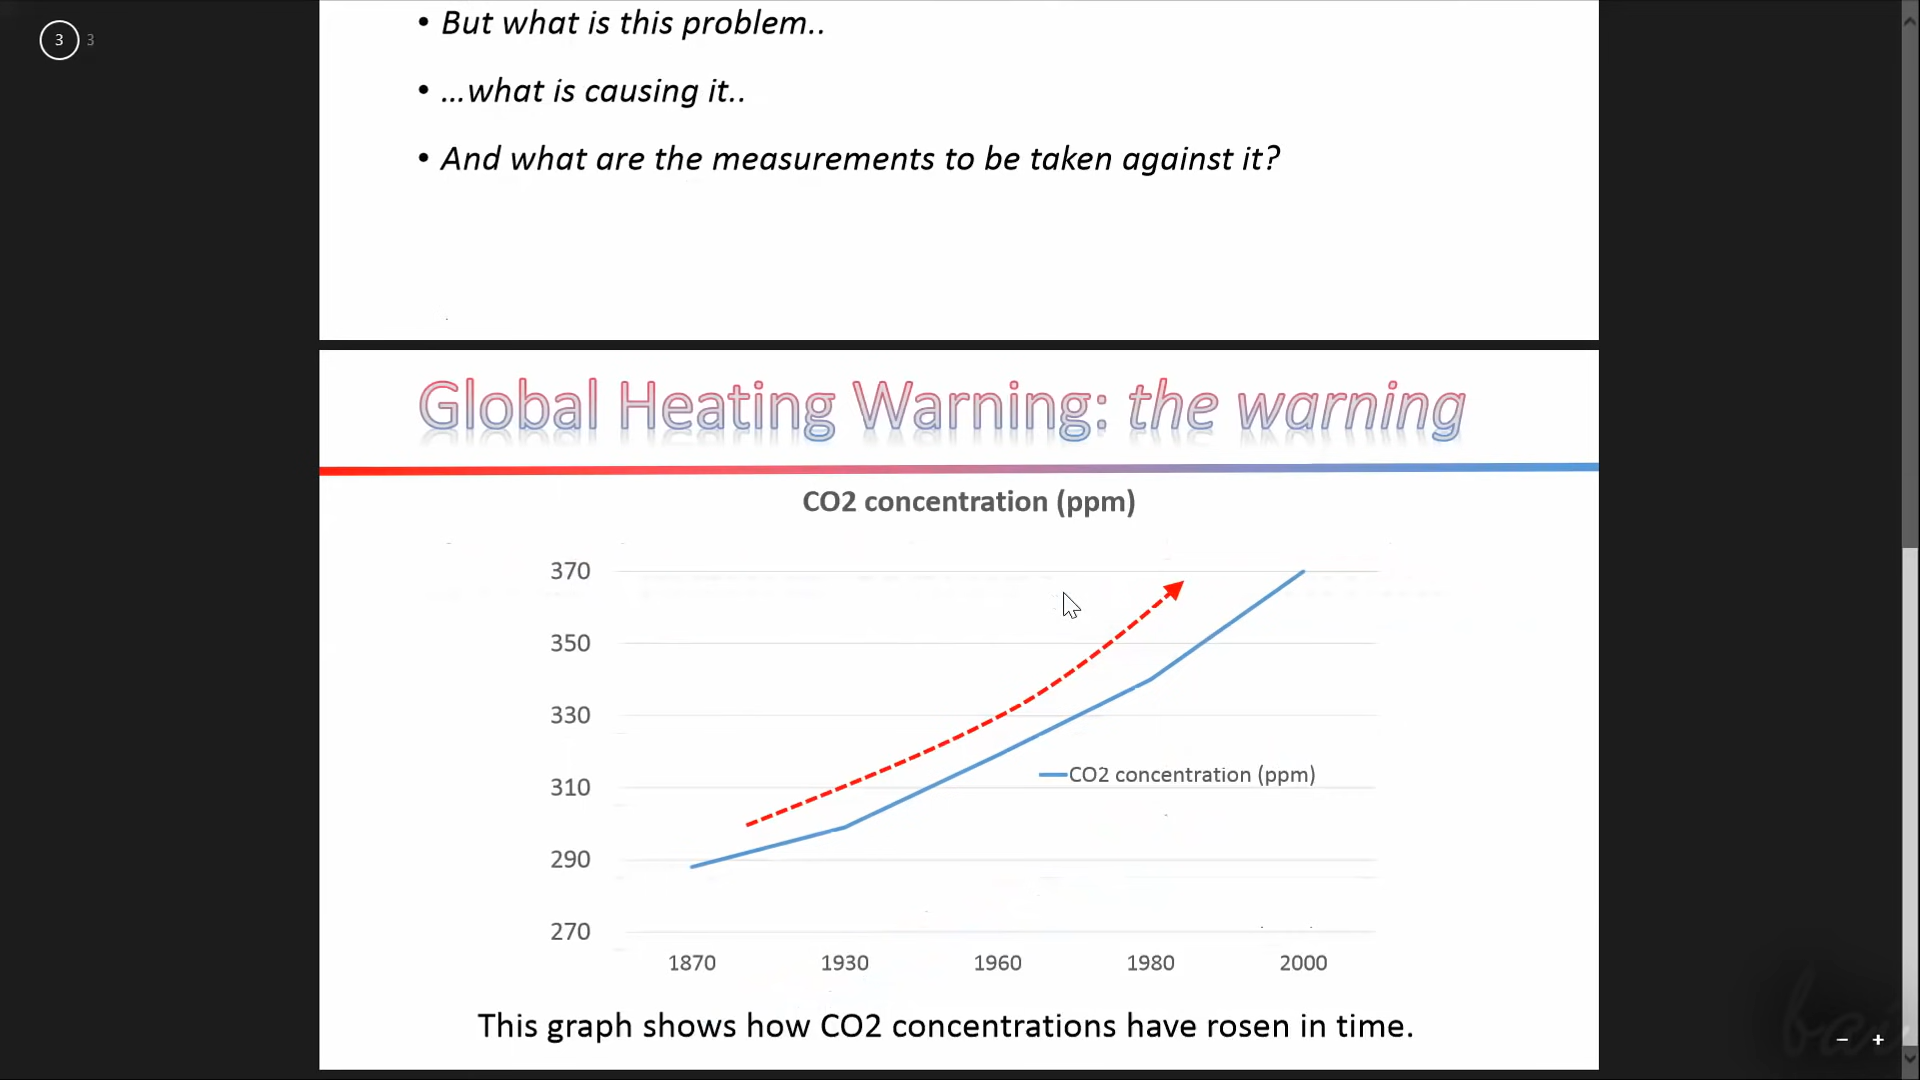 3 3
• But what is this problem..
• ...what is causing it..
• And what are the measurements to be taken against it?
Global Heating Warning: the warning
CO2 concentration (ppm)
370
350
330
310
290
270
CO2 concentration (ppm)
1870 1930 1960 1980 2000
This graph shows how CO2 concentrations have rosen in time.
− +